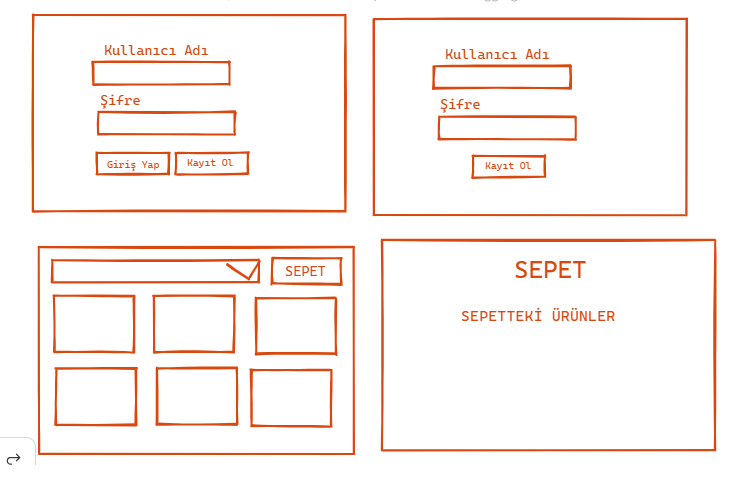 Kullanıcı Adı
Şifre
Giriş Yap
Kayıt Ol
Kullanıcı Adı
Şifre
Kayıt Ol
SEPET
SEPET
SEPETTEKİ ÜRÜNLER